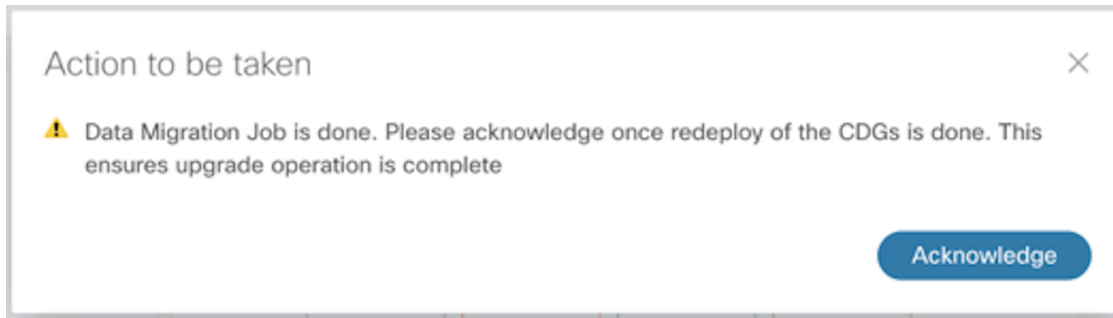 Action to be taken
Data Migration Job is done. Please acknowledge once redeploy of the CDGs is done. This
ensures upgrade operation is complete
Acknowledge